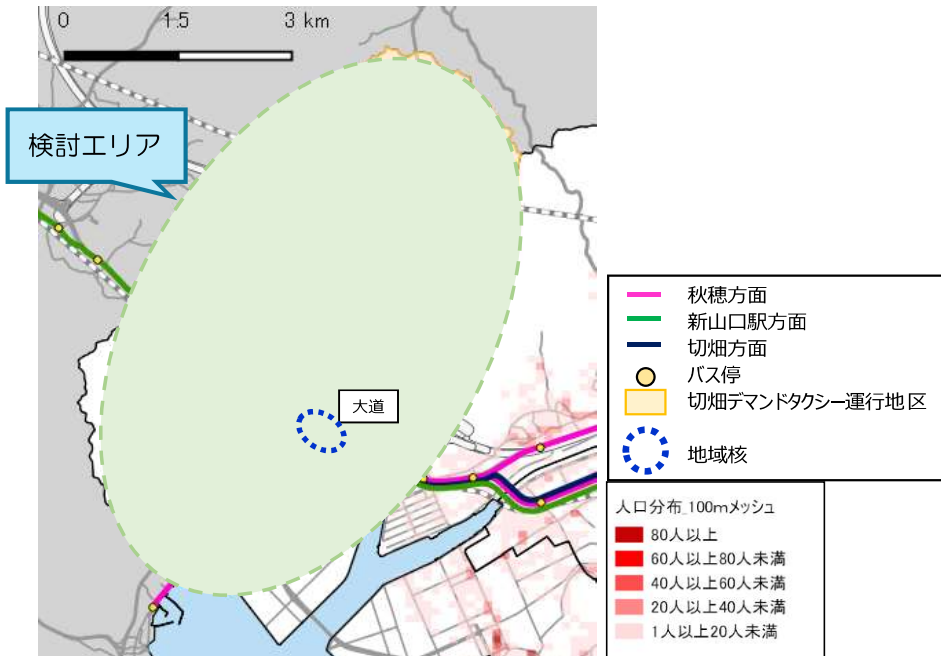 0 1.5 3 km
検討エリア
大道
秋穂方面
新山口駅方面
切畑方面
バス停
切畑デマンドタクシー運行地区
地域核
人口分布_100mメッシュ
80人以上
60人以上80人未満
40人以上60人未満
20人以上40人未満
1人以上20人未満